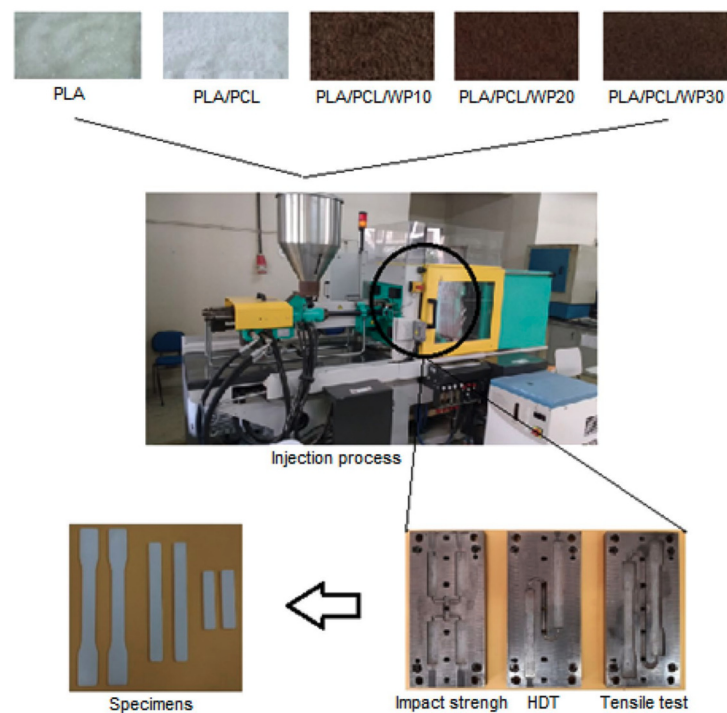 PLA PLA/PCL PLA/PCL/WP10 PLA/PCL/WP20 PLA/PCL/WP30
Injection process
Specimens
Impact strengh HDT Tensile test